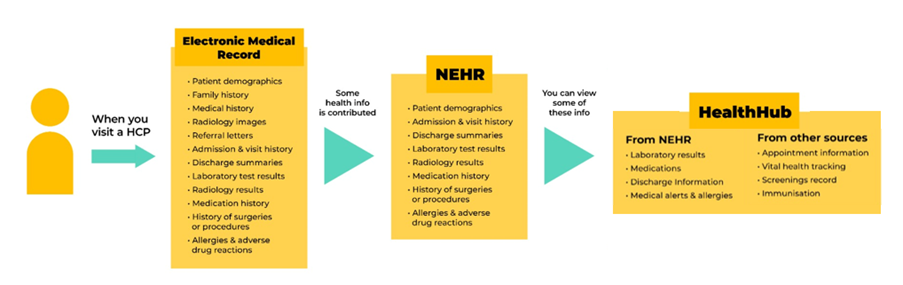 When you
visit a HCP
Electronic Medical
Record
• Patient demographics
• Family history
• Medical history
• Radiology images
• Referral letters
• Admission & visit history
• Discharge summaries
• Laboratory test results
• Radiology results
• Medication history
• History of surgeries
or procedures
• Allergies & adverse
drug reactions
Some
health info
is contributed
NEHR
• Patient demographics
• Admission & visit history
• Discharge summaries
• Laboratory test results
• Radiology results
• Medication history
• History of surgeries
or procedures
• Allergies & adverse
drug reactions
You can view
some of
these info
HealthHub
From NEHR
• Laboratory results
• Medications
• Discharge Information
• Medical alerts & allergies
From other sources
• Appointment information
• Vital health tracking
• Screenings record
• Immunisation